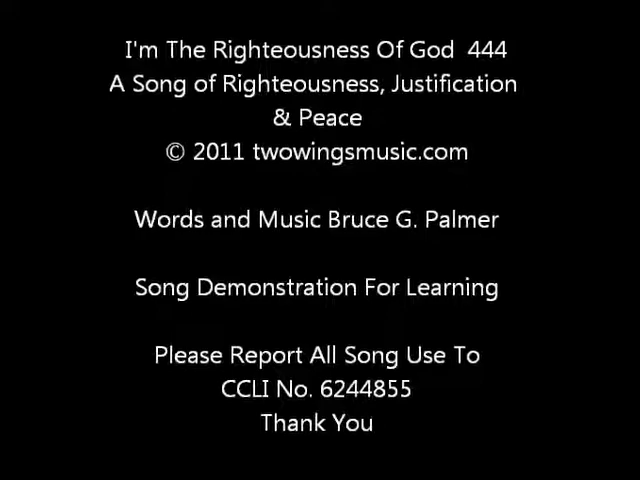 I'm The Righteousness Of God  444
A Song of Righteousness, Justification
& Peace
© 2011 twowingsmusic.com
Words and Music Bruce G. Palmer
Song Demonstration For Learning
Please Report All Song Use To
CCLI No. 6244855
Thank You